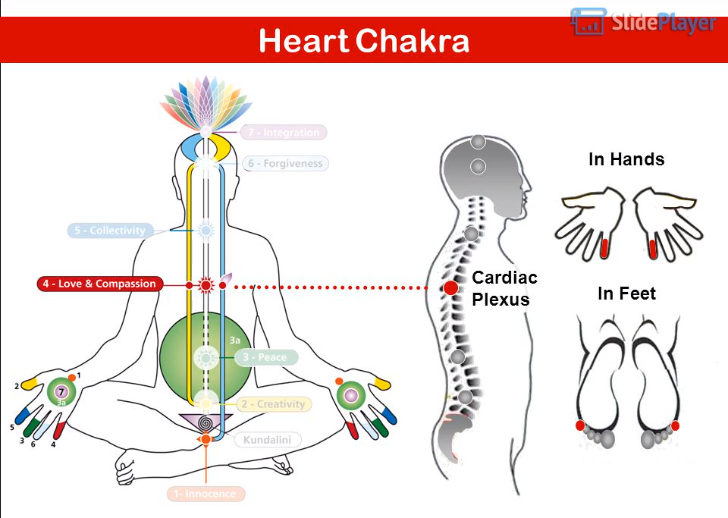 SlidePlayer
Heart Chakra
7 - Integration
6 - Forgiveness
5 - Collectivity
4 - Love & Compassion
3a
3 - Peace
2 - Creativity
Kundalini
1- Innocence
2
1
7
3a
5
3
6
4
Cardiac
Plexus
In Hands
In Feet